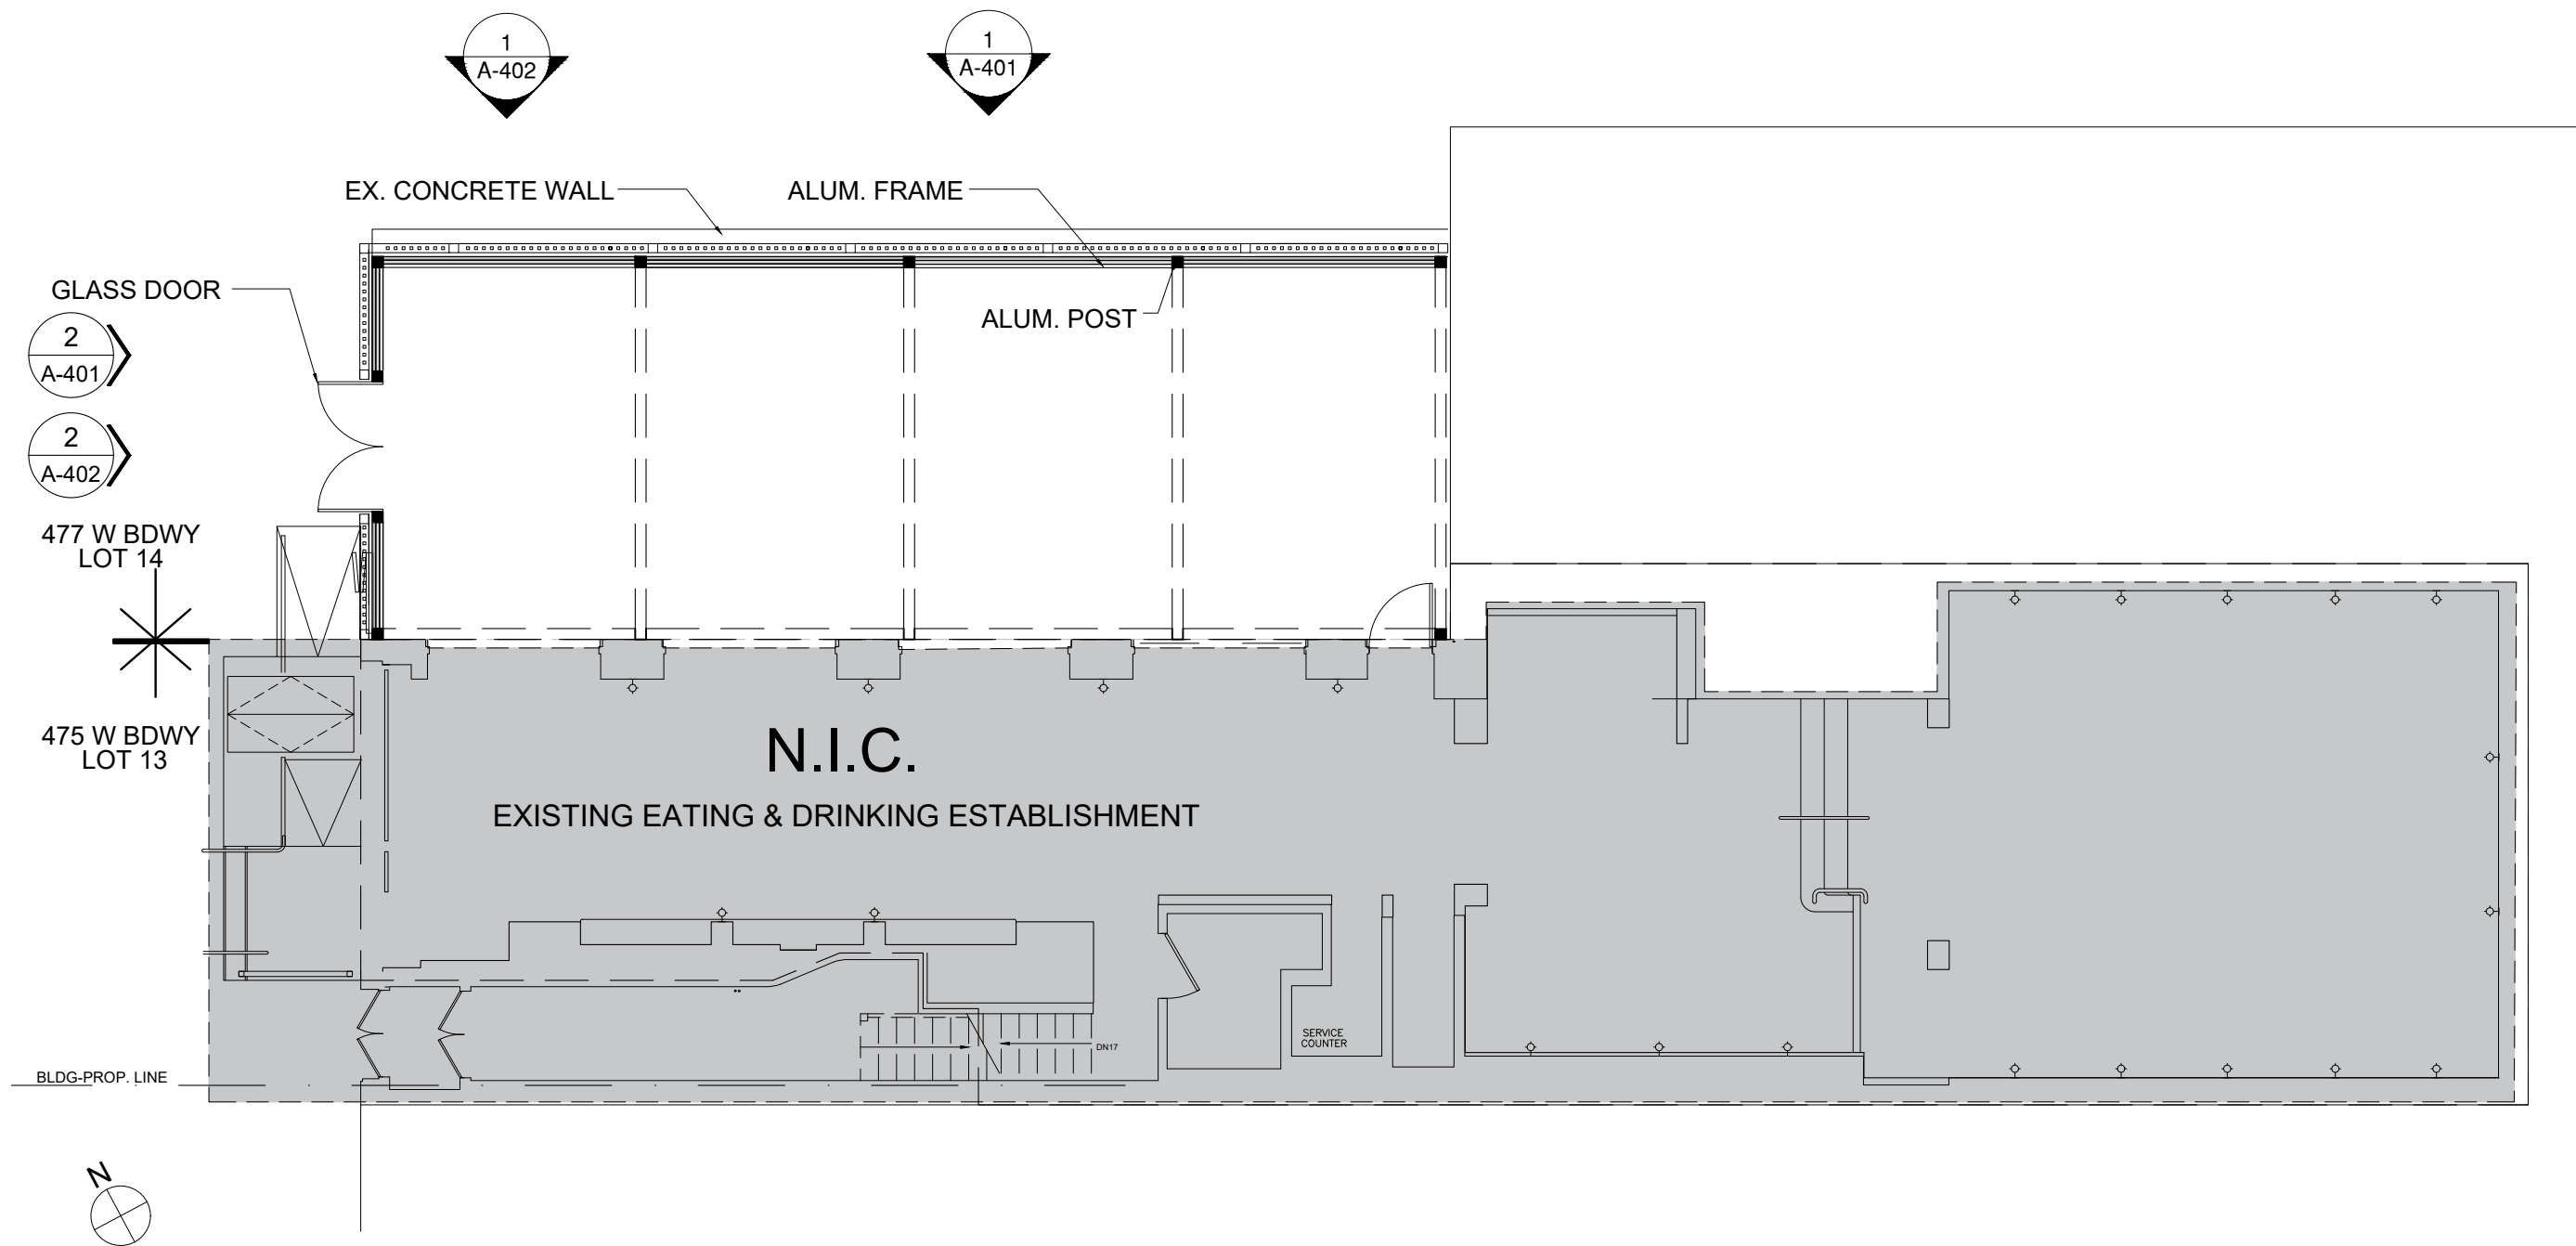 1
A-402
1
A-401
EX. CONCRETE WALL
ALUM. FRAME
GLASS DOOR
ALUM. POST
2
A-401
2
A-402
477 W BDWY
LOT 14
475 W BDWY
LOT 13
N.I.C.
EXISTING EATING & DRINKING ESTABLISHMENT
SERVICE
COUNTER
DN17
BLDG-PROP. LINE
N